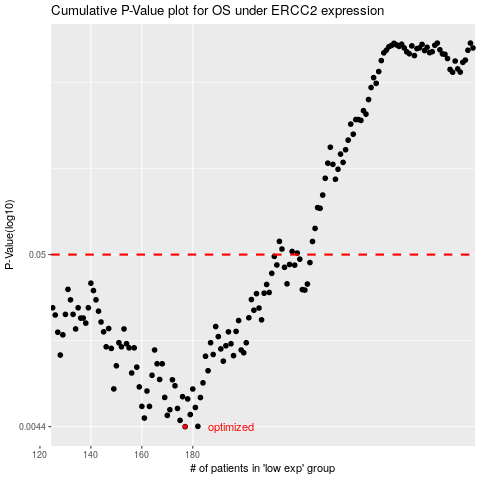 Cumulative P-Value plot for OS under ERCC2 expression
P-Value(log10)
0.05
0.0044
optimized
120 140 160 180
# of patients in 'low exp' group